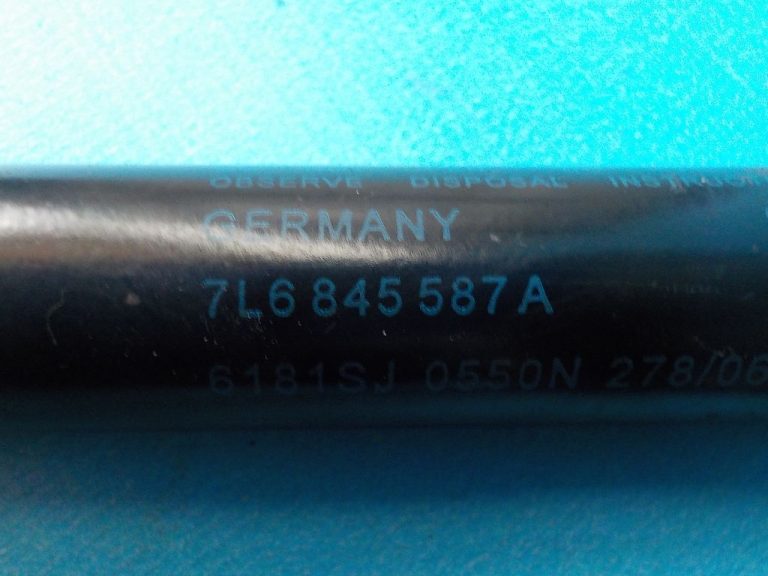 OBSERVE DISPOSAL
GERMANY
7L6 845 587 A
6181SJ 0550N 278/06